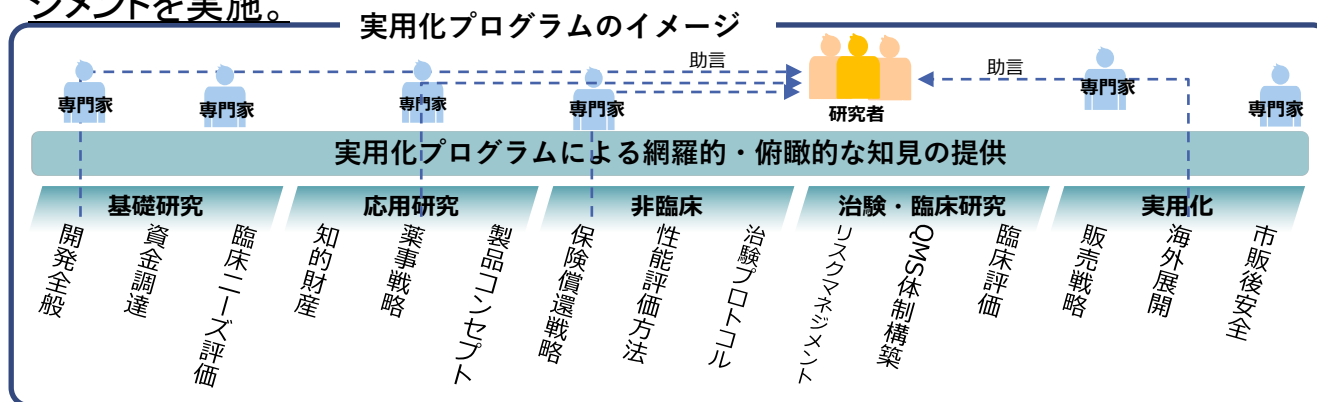 ジメントを実施。
実用化プログラムのイメージ
助言
助言
専門家
専門家
専門家
専門家
研究者
専門家
専門家
実用化プログラムによる網羅的・俯瞰的な知見の提供
基礎研究
応用研究
非臨床
治験・臨床研究
実用化
開発全般
資金調達
臨床ニーズ評価
知的財産
薬事戦略
製品コンセプト
保険償還戦略
性能評価方法
治験プロトコル
リスクマネジメント
QMS体制構築
臨床評価
販売戦略
海外展開
市販後安全